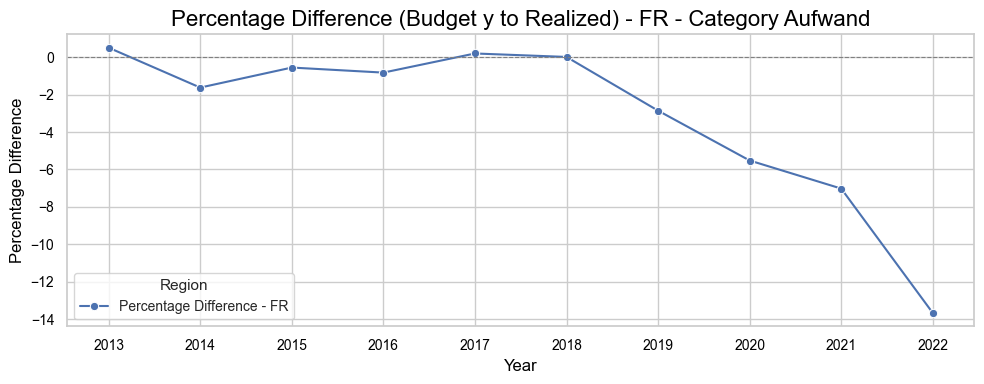 Percentage Difference (Budget y to Realized) - FR - Category Aufwand
Percentage Difference
0
−2
−4
−6
−8
−10
−12
−14
Region
Percentage Difference - FR
2013 2014 2015 2016 2017 2018 2019 2020 2021 2022
Year